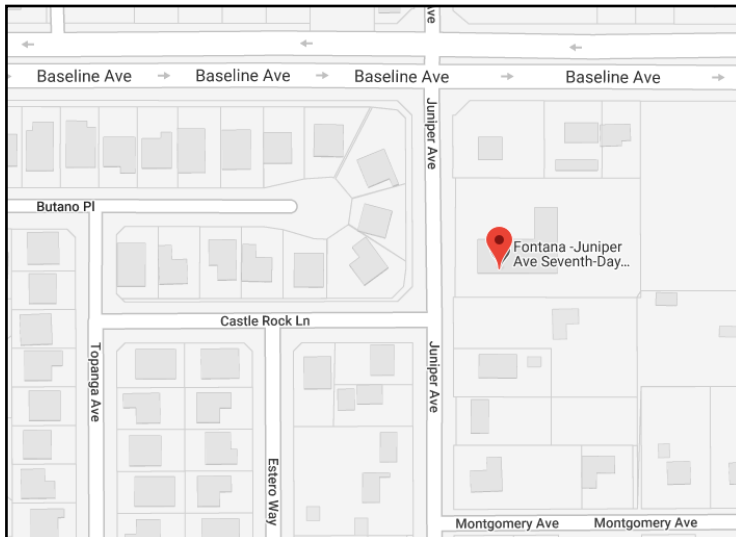 Ave
Baseline Ave
Baseline Ave
Baseline Ave
Baseline Ave
Juniper Ave
Butano Pl
Fontana -Juniper
Ave Seventh-Day...
Castle Rock Ln
Topanga Ave
Juniper Ave
Estero Way
Montgomery Ave
Montgomery Ave